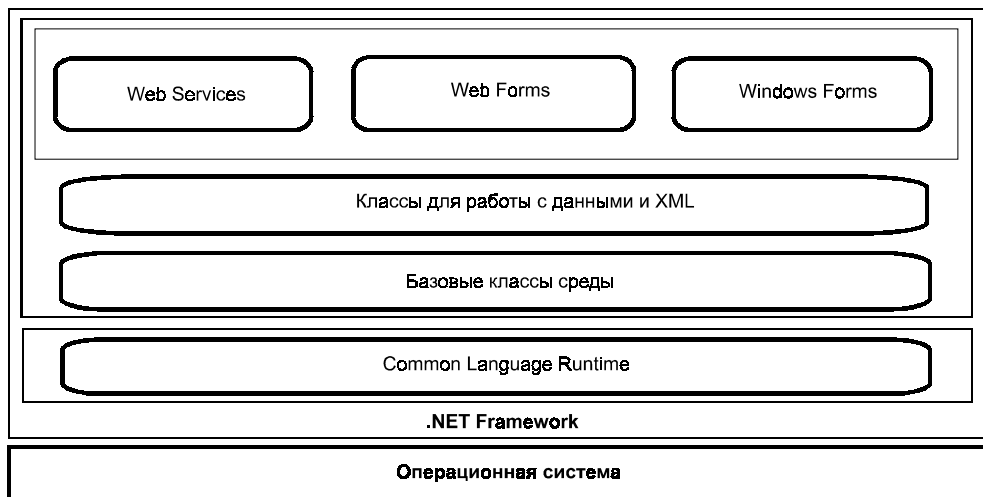 Web Services
Web Forms
Windows Forms
Классы для работы с данными и XML
Базовые классы среды
Common Language Runtime
.NET Framework
Операционная система